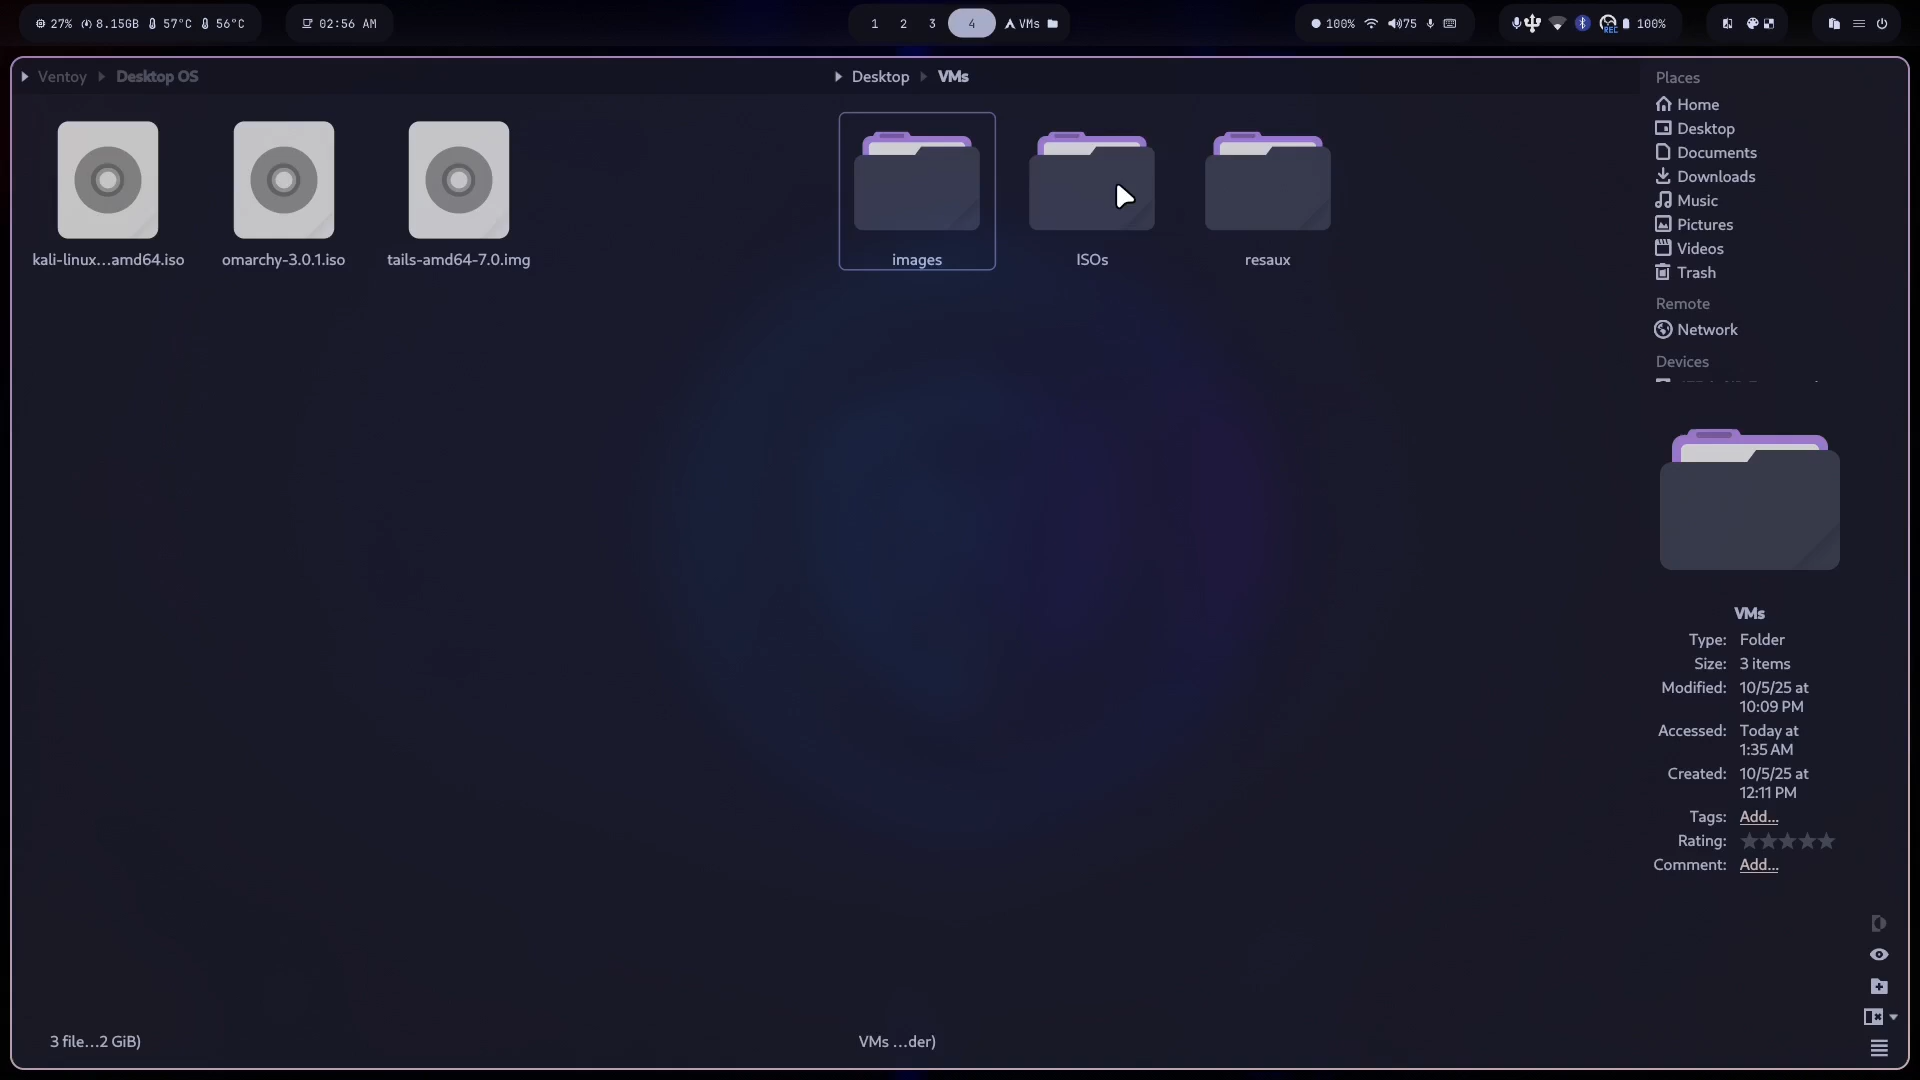 27% 8.15GB 57°C 56°C
02:56 AM
1 2 3 4 VMs
100% 75
REC 100%
Ventoy Desktop OS
Desktop VMs
kali-linux...amd64.iso
omarchy-3.0.1.iso
tails-amd64-7.0.img
images
ISOs
resaux
Places
Home
Desktop
Documents
Downloads
Music
Pictures
Videos
Trash
Remote
Network
Devices
VMs
Type: Folder
Size: 3 items
Modified: 10/5/25 at
10:09 PM
Accessed: Today at
1:35 AM
Created: 10/5/25 at
12:11 PM
Tags: Add...
Rating:
Comment: Add...
3 file...2 GiB)
VMs ...der)